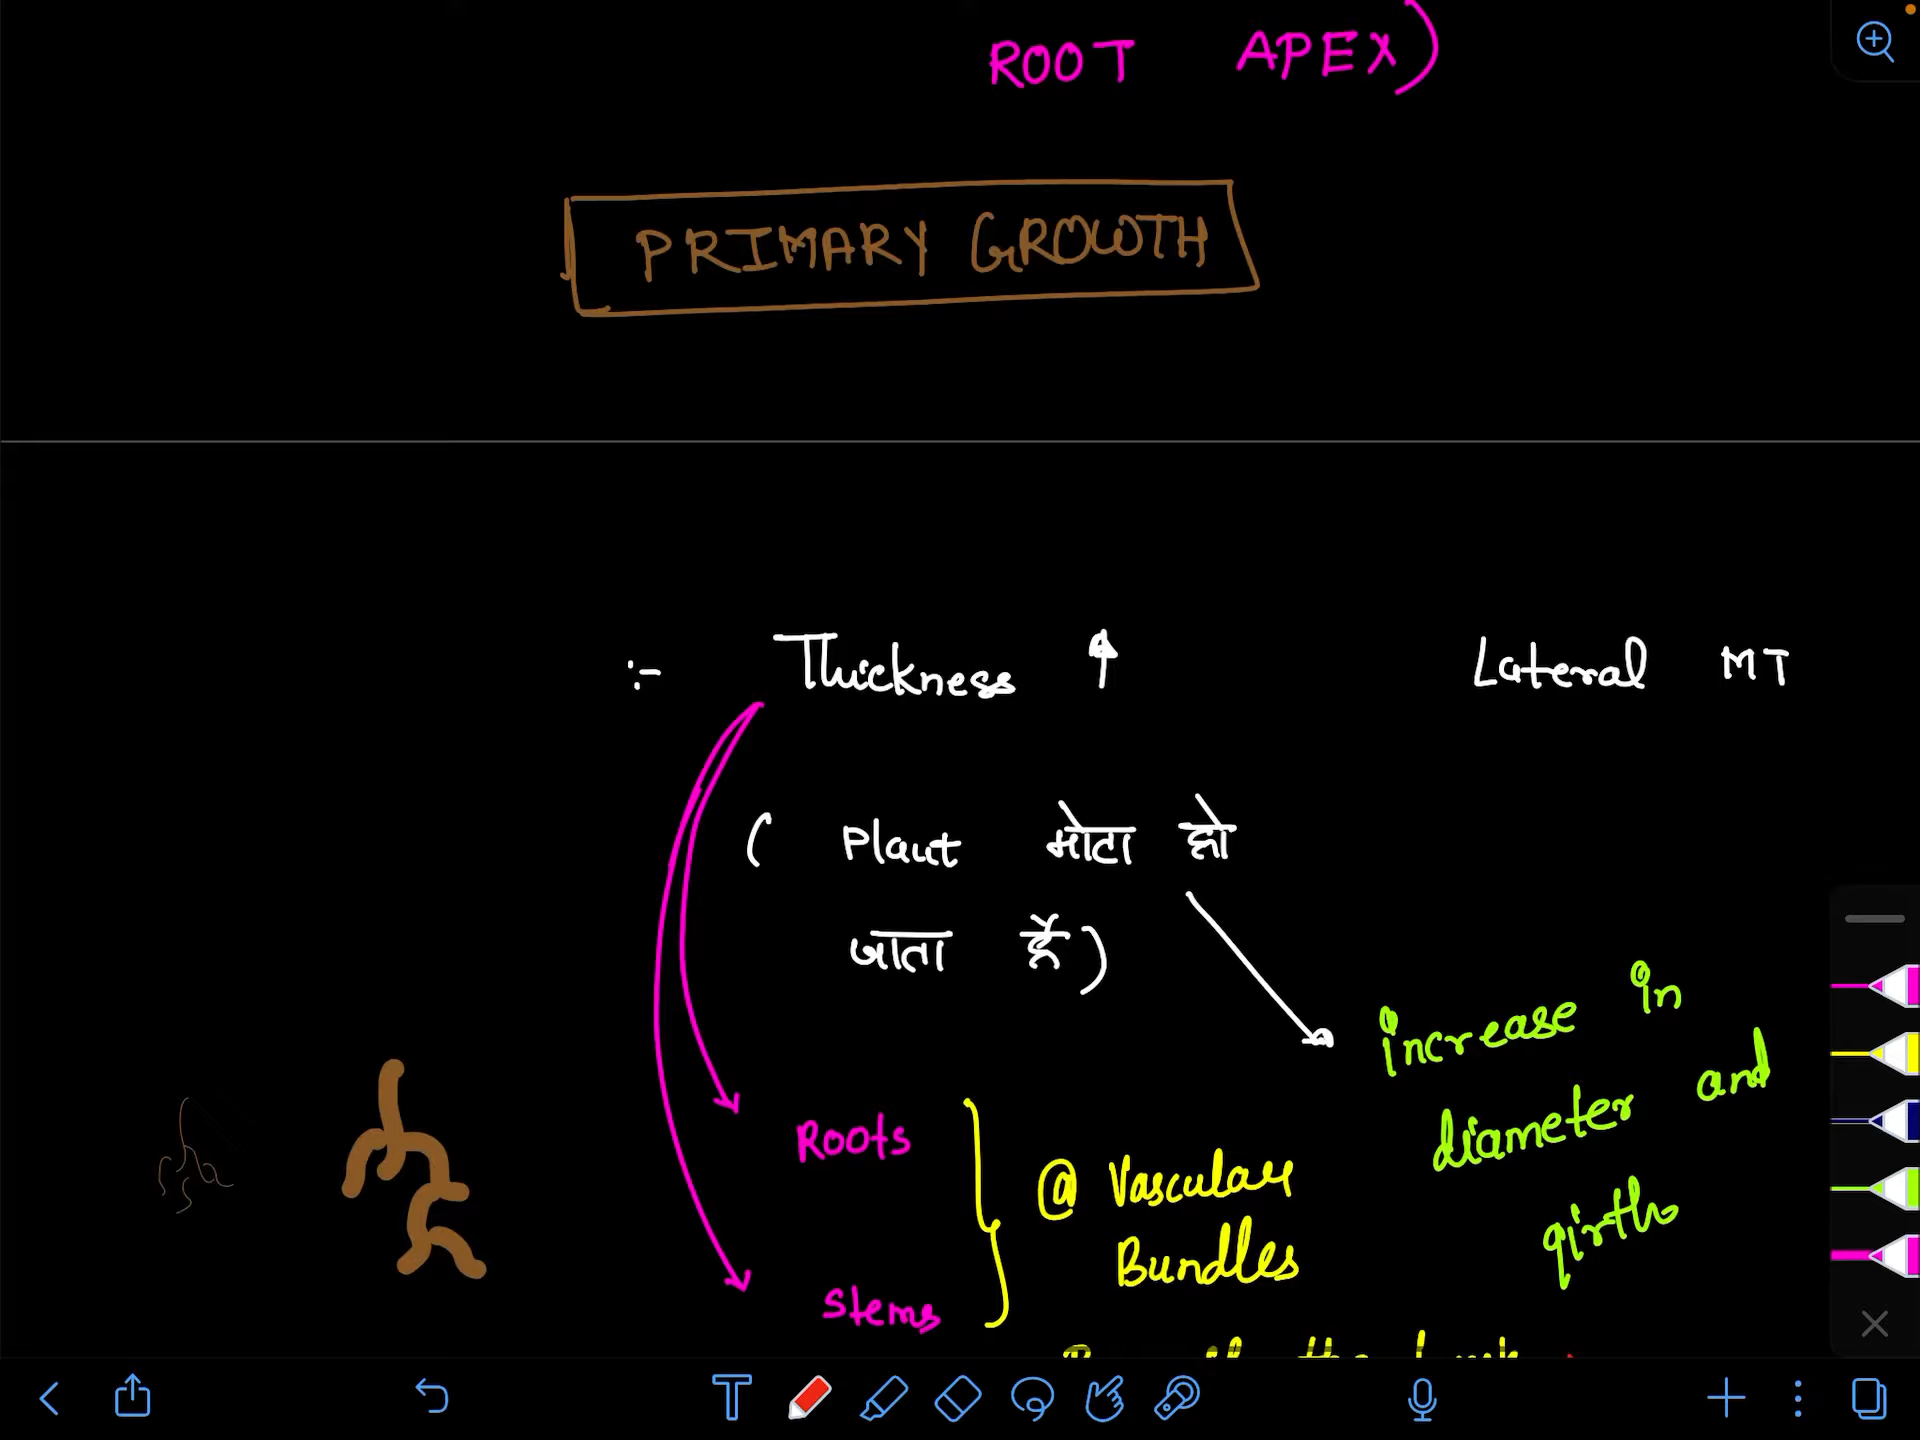 ROOT APEX)
PRIMARY GROWTH
:- Thickness ↑ Lateral MT
( Plant मोटा हो
जाता है)
increase in
diameter and
girth
Roots
@ Vascular
Bundles
Stems